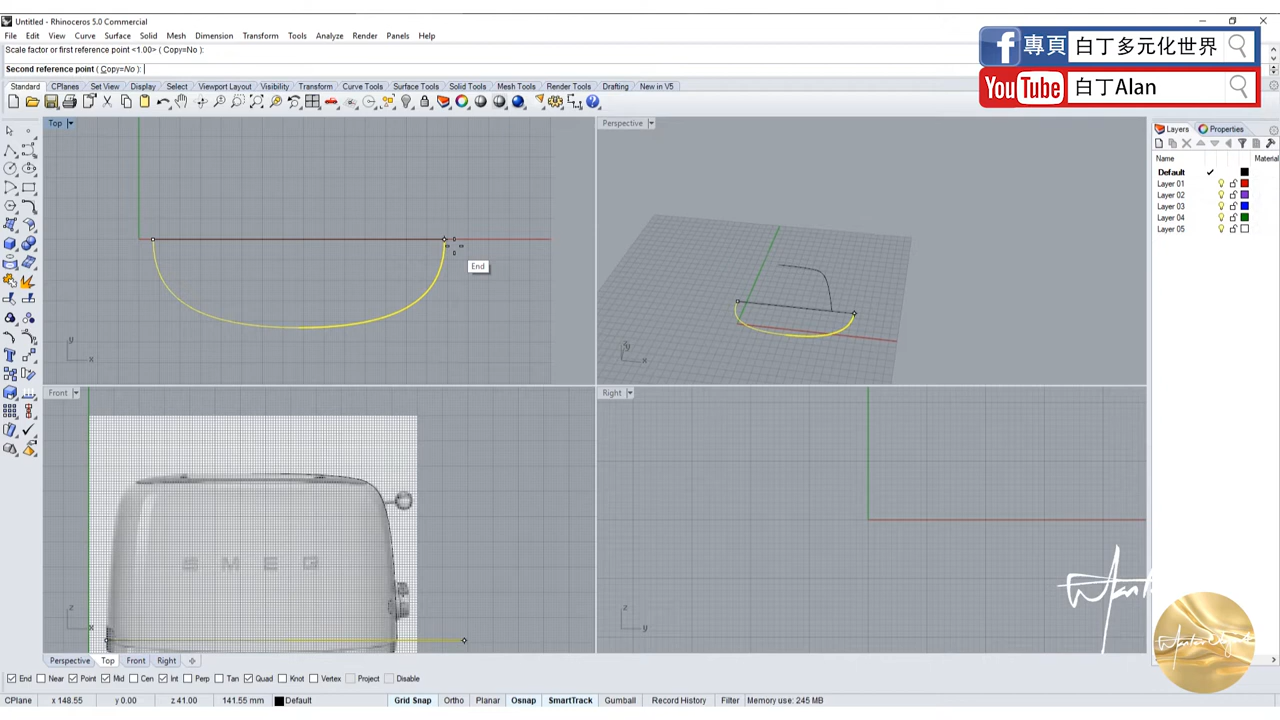 Untitled - Rhinoceros 5.0 Commercial
File Edit View Curve Surface Solid Mesh Dimension Transform Tools Analyze Render Panels Help
Scale factor or first reference point <1.00> ( Copy=No ):
Second reference point ( Copy=No ):
專頁 白丁多元化世界
YouTube 白丁Alan
Standard CPlanes Set View Display Select Viewport Layout Visibility Transform Curve Tools Surface Tools Solid Tools Mesh Tools Render Tools Drafting New in V5
Top
Perspective
Layers Properties
Name Material
Default
Layer 01
Layer 02
Layer 03
Layer 04
Layer 05
End
y
x
y
x
Front
Right
SMEG
z
x
z
y
Perspective Top Front Right
End Near Point Mid Cen Int Perp Tan Quad Knot Vertex Project Disable
CPlane x 148.55 y 0.00 z 41.00 141.55 mm Default Grid Snap Ortho Planar Osnap SmartTrack Gumball Record History Filter Memory use: 245 MB